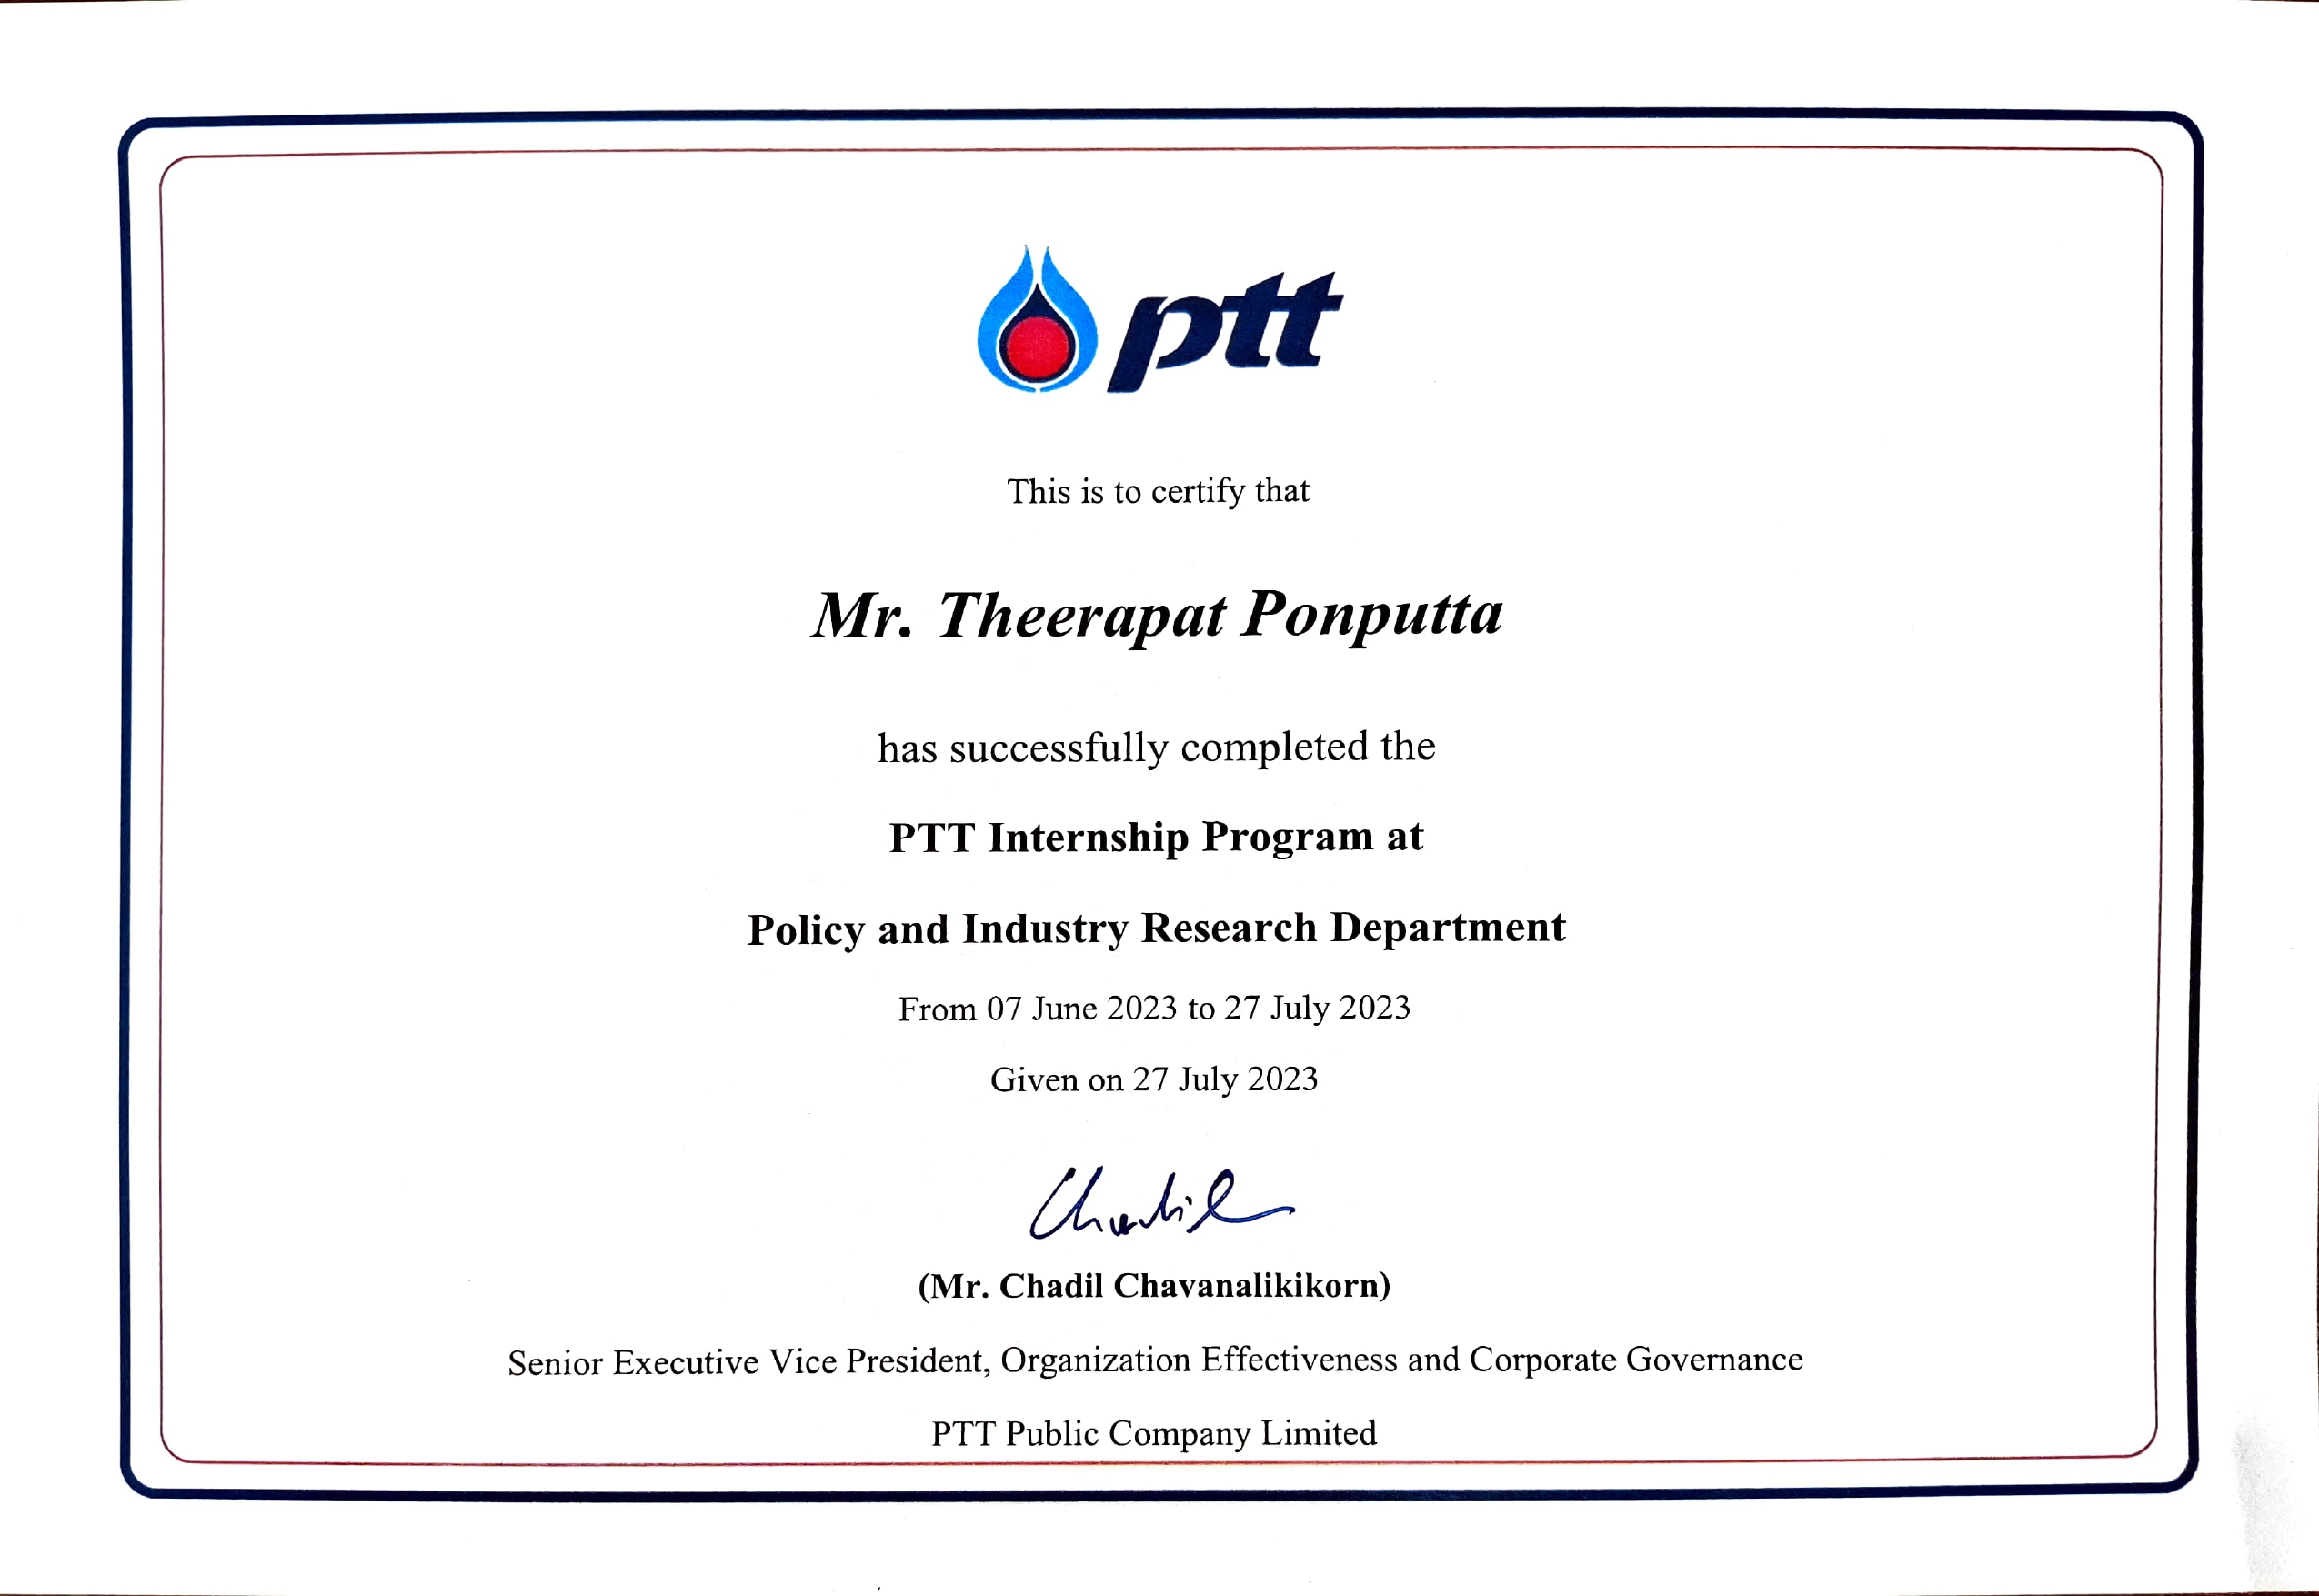 ptt
This is to certify that
Mr. Theerapat Ponputta
has successfully completed the
PTT Internship Program at
Policy and Industry Research Department
From 07 June 2023 to 27 July 2023
Given on 27 July 2023
Chadil
(Mr. Chadil Chavanalikikorn)
Senior Executive Vice President, Organization Effectiveness and Corporate Governance
PTT Public Company Limited